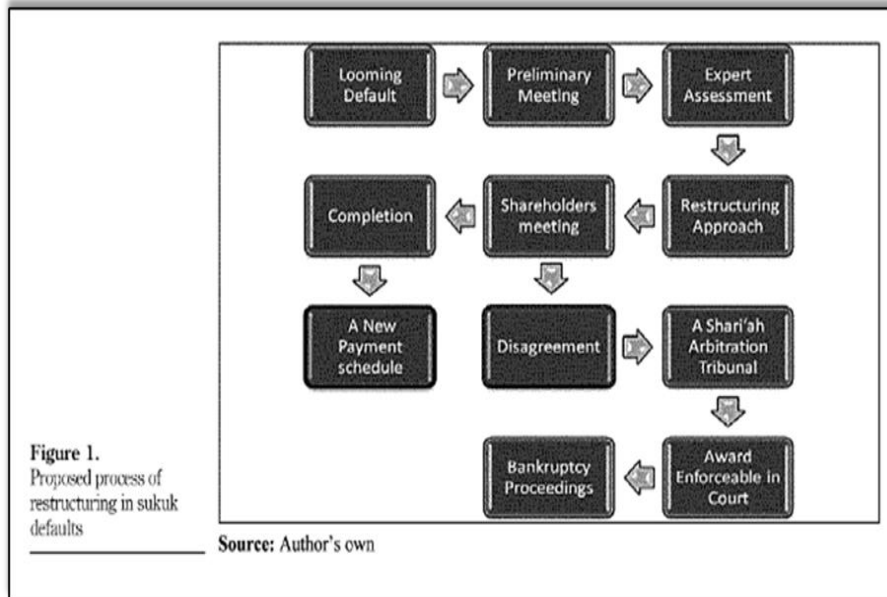 Looming
Default
Preliminary
Meeting
Expert
Assessment
Completion
Shareholders
meeting
Restructuring
Approach
A New
Payment
schedule
Disagreement
A Shari'ah
Arbitration
Tribunal
Bankruptcy
Proceedings
Award
Enforceable in
Court
Figure 1.
Proposed process of
restructuring in sukuk
defaults
Source: Author's own